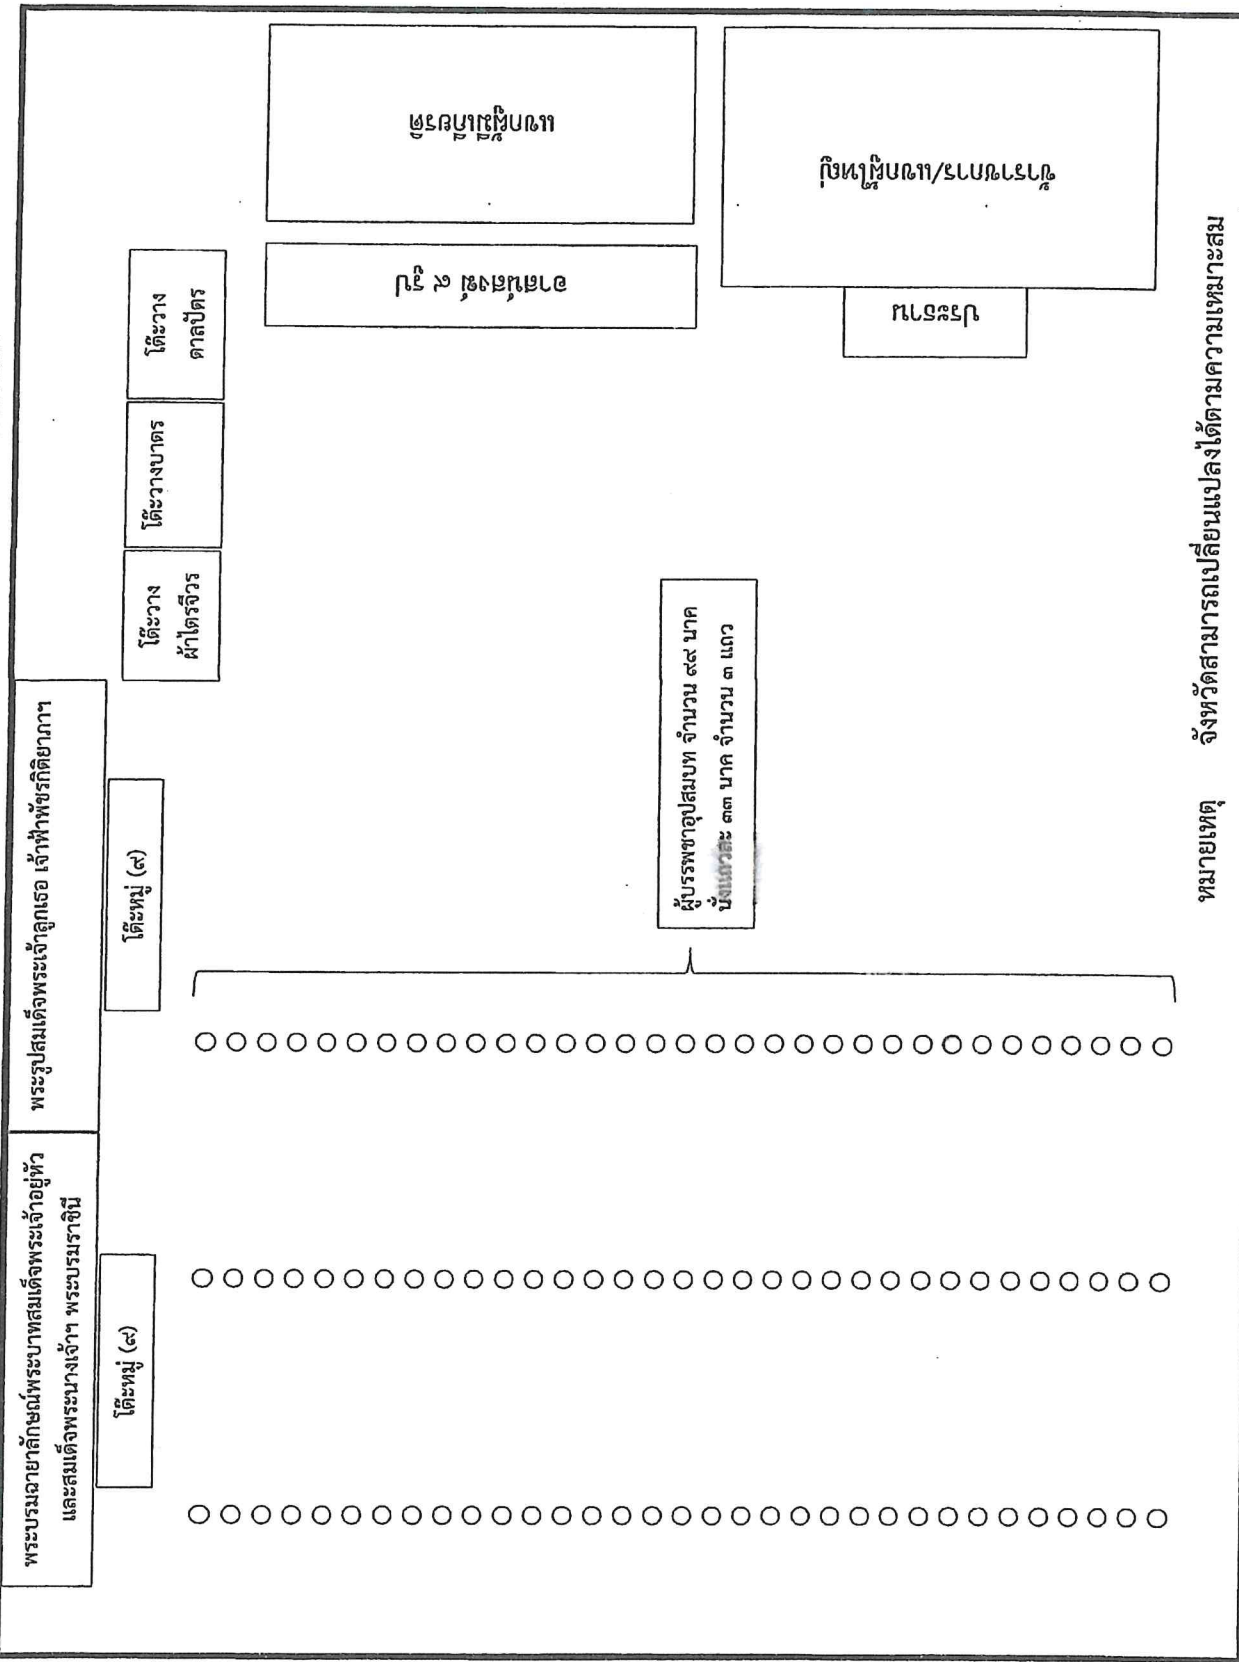 พระบรมฉายาลักษณ์พระบาทสมเด็จพระเจ้าอยู่หัว
และสมเด็จพระนางเจ้าฯ พระบรมราชินี
พระรูปสมเด็จพระเจ้าลูกเธอ เจ้าฟ้าพัชรกิติยาภาฯ
โต๊ะหมู่ (๙)
โต๊ะหมู่ (๙)
โต๊ะวาง
ผ้าไตรจีวร
โต๊ะวางบาตร
โต๊ะวาง
ตาลปัตร
อาสน์สงฆ์ ๙ รูป
แขกผู้มีเกียรติ
ผู้บรรพชาอุปสมบท จำนวน ๙๙ นาค
นั่งแถวละ ๓๓ นาค จำนวน ๓ แถว
ประธาน
ข้าราชการ/แขกผู้ใหญ่
หมายเหตุ จังหวัดสามารถเปลี่ยนแปลงได้ตามความเหมาะสม